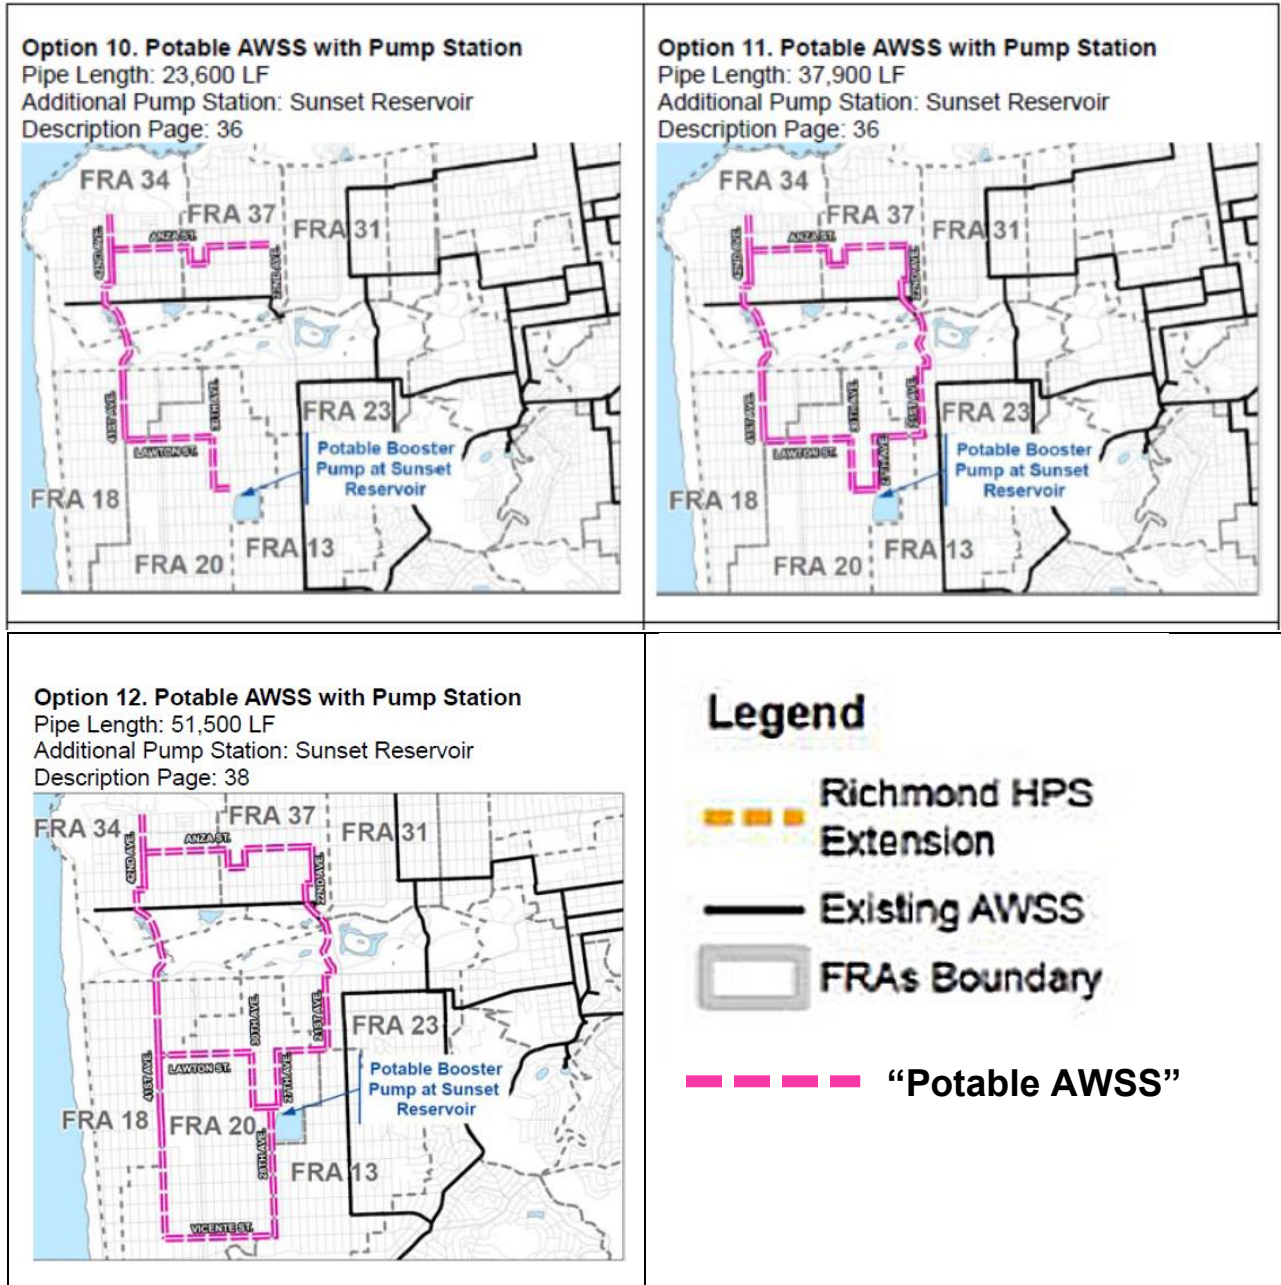 Option 10. Potable AWSS with Pump Station
Pipe Length: 23,600 LF
Additional Pump Station: Sunset Reservoir
Description Page: 36
FRA 34
FRA 37
FRA 31
42ND AVE.
ANZA ST.
22ND AVE.
41ST AVE.
30TH AVE.
LAWTON ST.
FRA 23
Potable Booster
Pump at Sunset
Reservoir
FRA 18
FRA 20
FRA 13
Option 11. Potable AWSS with Pump Station
Pipe Length: 37,900 LF
Additional Pump Station: Sunset Reservoir
Description Page: 36
FRA 34
FRA 37
FRA 31
42ND AVE.
ANZA ST.
22ND AVE.
41ST AVE.
30TH AVE.
21ST AVE.
LAWTON ST.
27TH AVE.
FRA 23
Potable Booster
Pump at Sunset
Reservoir
FRA 18
FRA 20
FRA 13
Option 12. Potable AWSS with Pump Station
Pipe Length: 51,500 LF
Additional Pump Station: Sunset Reservoir
Description Page: 38
FRA 34
FRA 37
FRA 31
42ND AVE.
ANZA ST.
22ND AVE.
41ST AVE.
30TH AVE.
21ST AVE.
LAWTON ST.
27TH AVE.
FRA 23
Potable Booster
Pump at Sunset
Reservoir
FRA 18
FRA 20
28TH AVE.
FRA 13
VICENTE ST.
Legend
Richmond HPS
Extension
Existing AWSS
FRAs Boundary
“Potable AWSS”